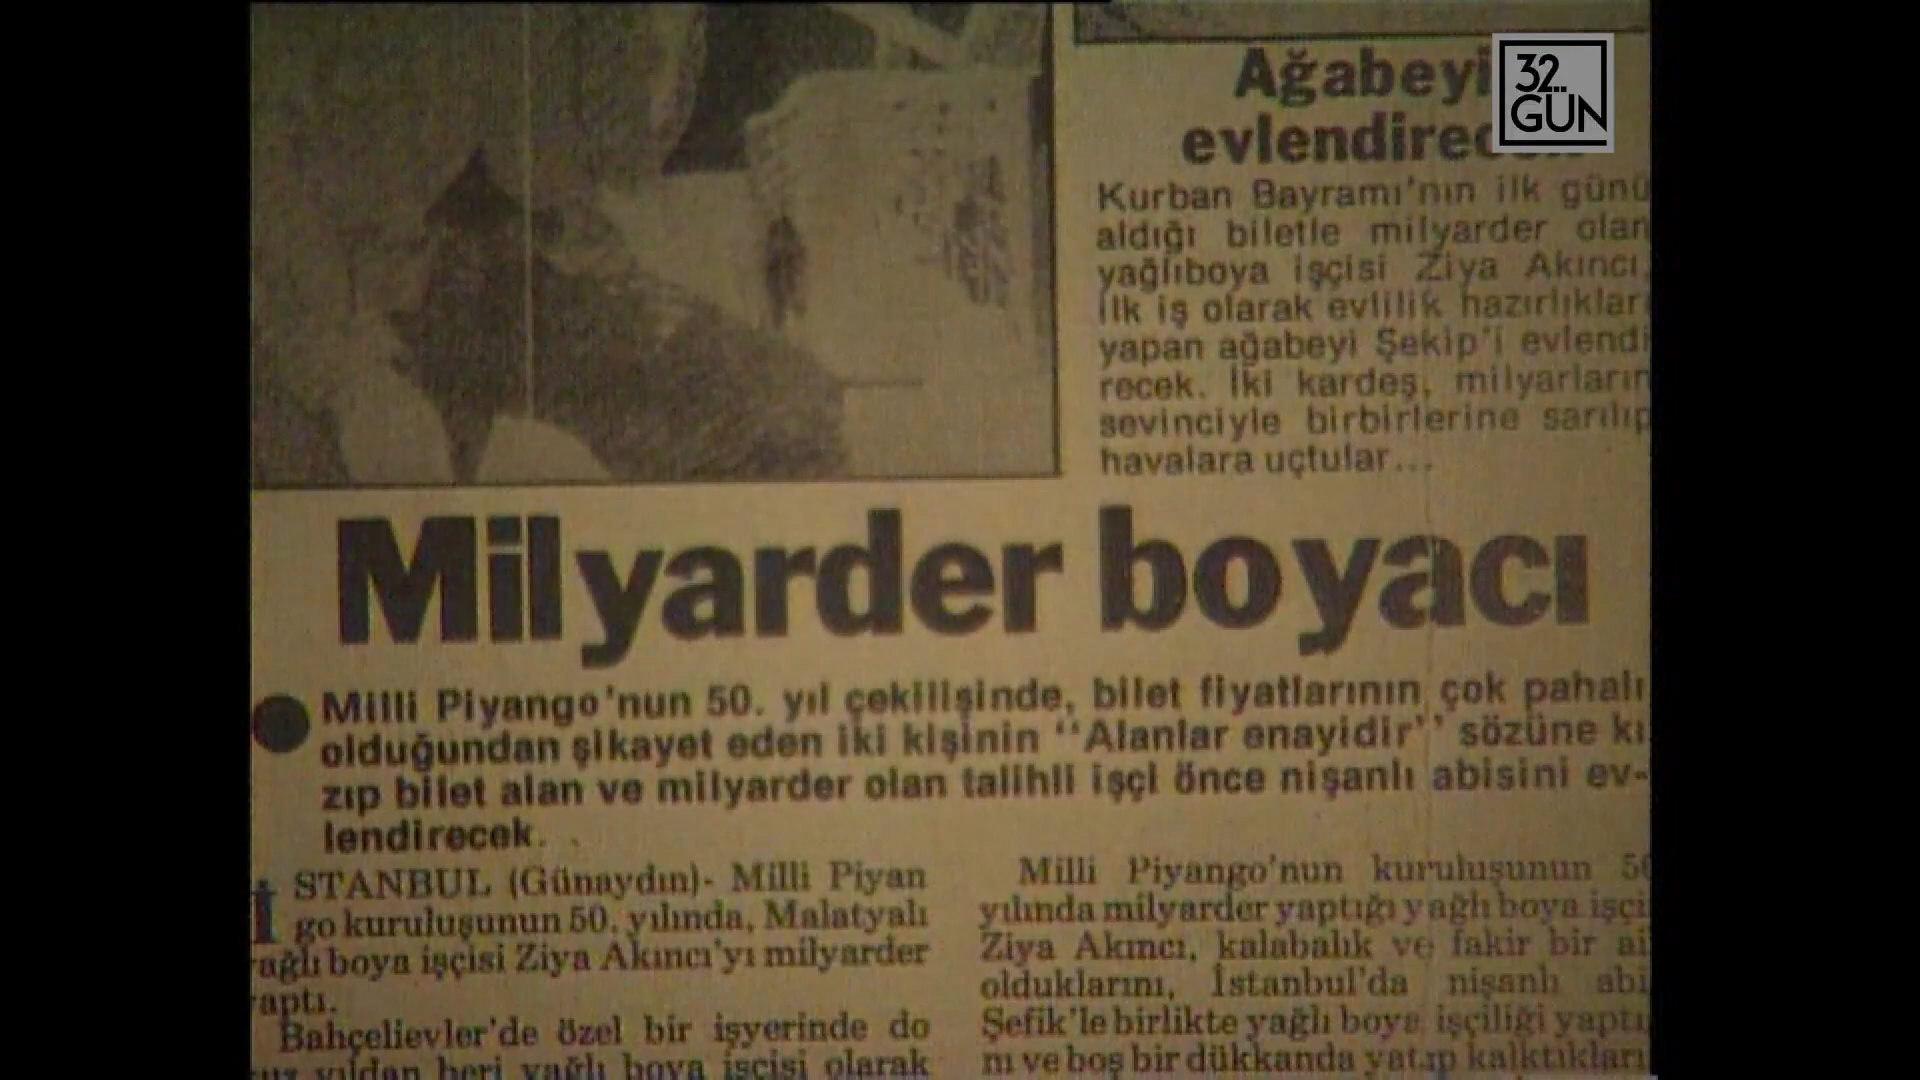 32.
GÜN
Ağabeyi
Kurban Bayramı'nın ilk günü
aldığı biletle milyarder olan
yağlıboya işçisi Ziya Akıncı,
ilk iş olarak evlilik hazırlıkları
yapan ağabeyi Şekip'i evlendi
recek. İki kardeş, milyarların
sevinciyle birbirlerine sarılıp
havalara uçtular...
Milyarder boyacı
Milli Piyango'nun 50. yıl çekilişinde, bilet fiyatlarının çok pahalı
olduğundan şikayet eden iki kişinin "Alanlar enayidir" sözüne kı
zıp bilet alan ve milyarder olan talihli işçi önce nişanlı abisini ev-
lendirecek.
İSTANBUL (Günaydın)- Milli Piyan
go kuruluşunun 50. yılında, Malatyalı
yağlı boya işçisi Ziya Akıncı'yı milyarder
yaptı.
Bahçelievler'de özel bir işyerinde do
yıldan beri yağlı boya işçisi olarak
Milli Piyango'nun kuruluşunun 50
yılında milyarder yaptığı yağlı boya işçi
Ziya Akıncı, kalabalık ve fakir bir ai
olduklarını, İstanbul'da nişanlı abi
Şefik'le birlikte yağlı boya işçiliği yaptı
m ve boş bir dükkanda yatıp kalktıkları